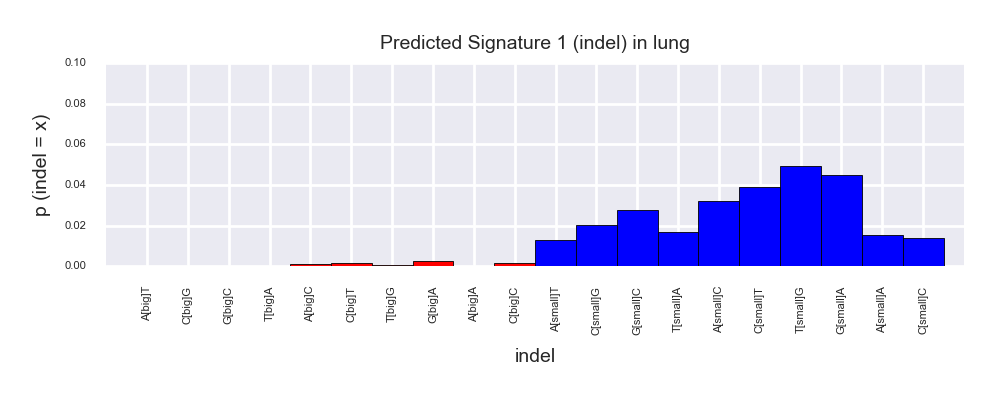 Predicted Signature 1 (indel) in lung
p (indel = x)
0.10
0.08
0.06
0.04
0.02
0.00
A[big]T
C[big]G
G[big]C
T[big]A
A[big]C
C[big]T
T[big]G
G[big]A
A[big]A
C[big]C
A[small]T
C[small]G
G[small]C
T[small]A
A[small]C
C[small]T
T[small]G
G[small]A
A[small]A
C[small]C
indel